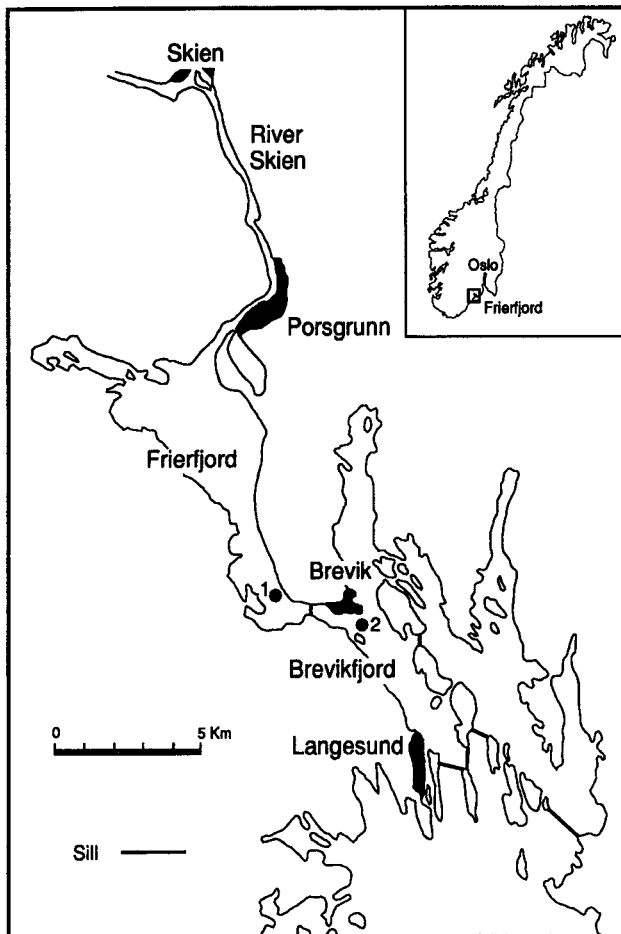 Skien
River
Skien
Oslo
Frierfjord
Porsgrunn
Frierfjord
1
Brevik
2
Brevikfjord
0 5 Km
Langesund
Sill